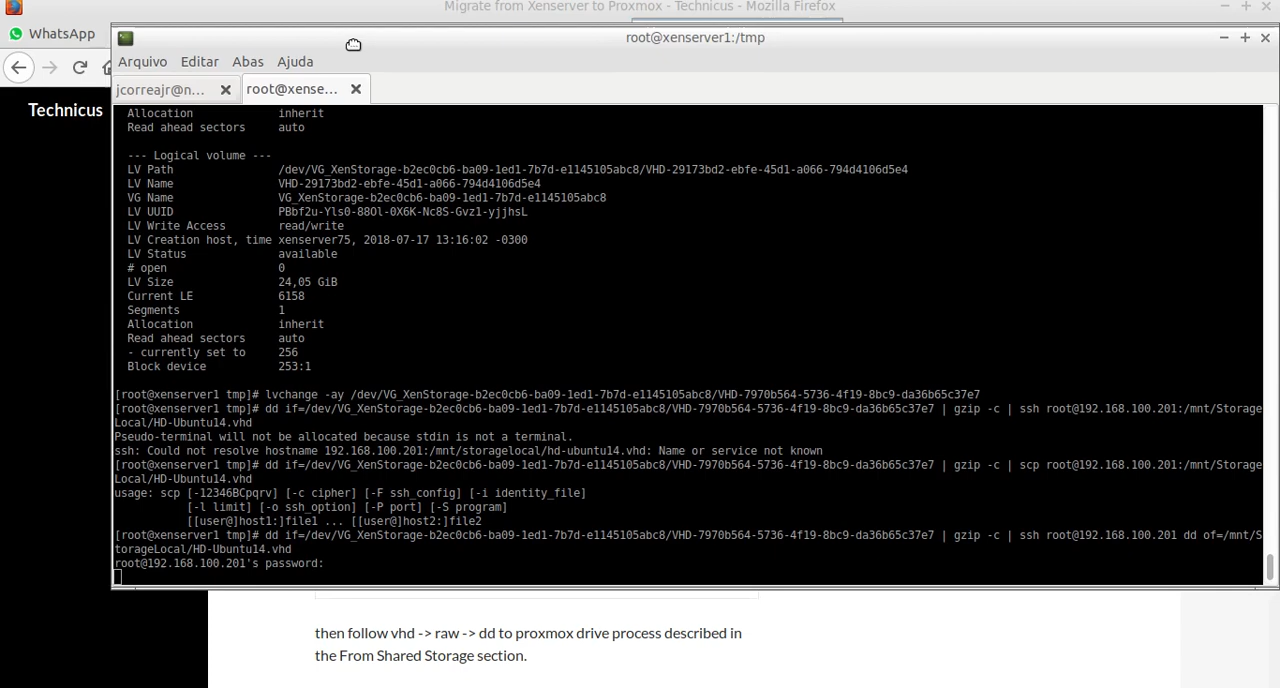 Migrate from Xenserver to Proxmox - Technicus - Mozilla Firefox
WhatsApp
root@xenserver1:/tmp
Arquivo Editar Abas Ajuda
jcorreajr@n... root@xense...
Technicus
Allocation inherit
Read ahead sectors auto
--- Logical volume ---
LV Path /dev/VG_XenStorage-b2ec0cb6-ba09-1ed1-7b7d-e1145105abc8/VHD-29173bd2-ebfe-45d1-a066-794d4106d5e4
LV Name VHD-29173bd2-ebfe-45d1-a066-794d4106d5e4
VG Name VG_XenStorage-b2ec0cb6-ba09-1ed1-7b7d-e1145105abc8
LV UUID PBbf2u-Yls0-88Ol-0X6K-Nc8S-Gvz1-yjjhsL
LV Write Access read/write
LV Creation host, time xenserver75, 2018-07-17 13:16:02 -0300
LV Status available
# open 0
LV Size 24,05 GiB
Current LE 6158
Segments 1
Allocation inherit
Read ahead sectors auto
- currently set to 256
Block device 253:1
[root@xenserver1 tmp]# lvchange -ay /dev/VG_XenStorage-b2ec0cb6-ba09-1ed1-7b7d-e1145105abc8/VHD-7970b564-5736-4f19-8bc9-da36b65c37e7
[root@xenserver1 tmp]# dd if=/dev/VG_XenStorage-b2ec0cb6-ba09-1ed1-7b7d-e1145105abc8/VHD-7970b564-5736-4f19-8bc9-da36b65c37e7 | gzip -c | ssh root@192.168.100.201:/mnt/Storage
Local/HD-Ubuntu14.vhd
Pseudo-terminal will not be allocated because stdin is not a terminal.
ssh: Could not resolve hostname 192.168.100.201:/mnt/storagelocal/hd-ubuntu14.vhd: Name or service not known
[root@xenserver1 tmp]# dd if=/dev/VG_XenStorage-b2ec0cb6-ba09-1ed1-7b7d-e1145105abc8/VHD-7970b564-5736-4f19-8bc9-da36b65c37e7 | gzip -c | scp root@192.168.100.201:/mnt/Storage
Local/HD-Ubuntu14.vhd
usage: scp [-12346BCpqrv] [-c cipher] [-F ssh_config] [-i identity_file]
[-l limit] [-o ssh_option] [-P port] [-S program]
[[user@]host1:]file1 ... [[user@]host2:]file2
[root@xenserver1 tmp]# dd if=/dev/VG_XenStorage-b2ec0cb6-ba09-1ed1-7b7d-e1145105abc8/VHD-7970b564-5736-4f19-8bc9-da36b65c37e7 | gzip -c | ssh root@192.168.100.201 dd of=/mnt/S
torageLocal/HD-Ubuntu14.vhd
root@192.168.100.201's password:
then follow vhd -> raw -> dd to proxmox drive process described in
the From Shared Storage section.